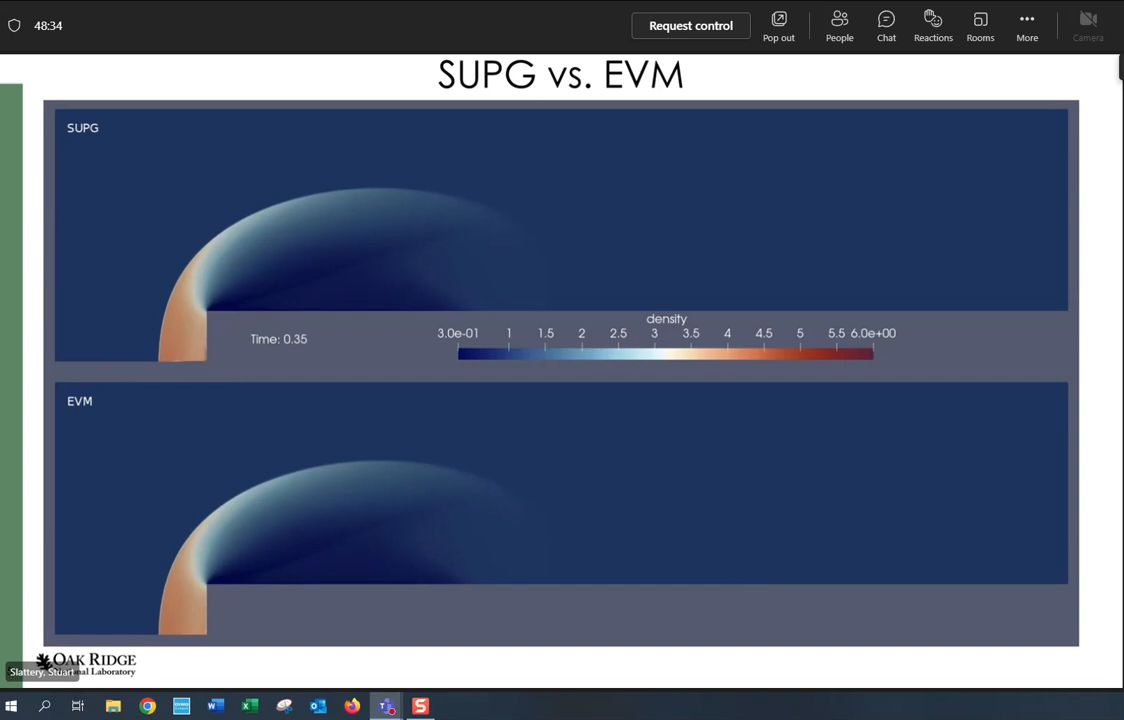 48:34
Request control
Pop out
People
Chat
Reactions
Rooms
More
Camera
SUPG vs. EVM
SUPG
density
Time: 0.35
3.0e-01 1 1.5 2 2.5 3 3.5 4 4.5 5 5.5 6.0e+00
EVM
OAK RIDGE
National Laboratory
Slattery, Stuart